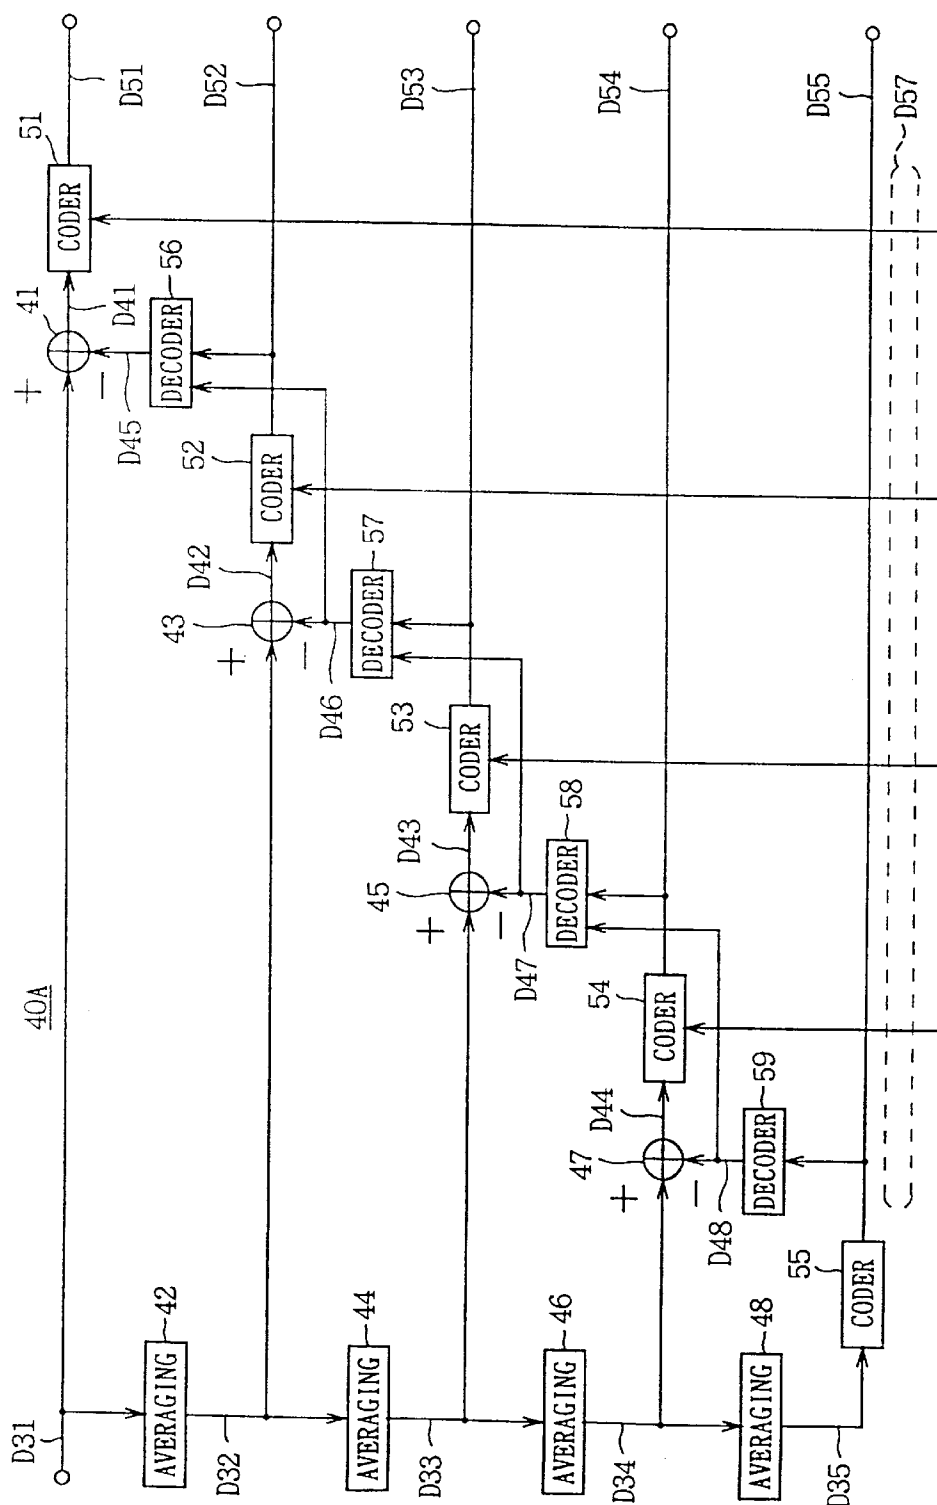 40A
D31
41
+
−
D41
51
CODER
D51
42
AVERAGING
D45
DECODER
56
D32
43
+
−
D42
52
CODER
D52
44
AVERAGING
D46
DECODER
57
D33
45
+
−
D43
53
CODER
D53
46
AVERAGING
D47
DECODER
58
D34
47
+
−
D44
54
CODER
D54
48
AVERAGING
D48
DECODER
59
D35
55
CODER
D55
D57